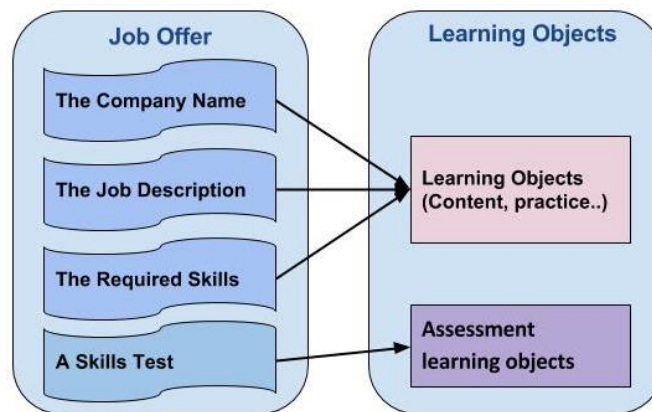 Job Offer
The Company Name
The Job Description
The Required Skills
A Skills Test
Learning Objects
Learning Objects
(Content, practice..)
Assessment
learning objects